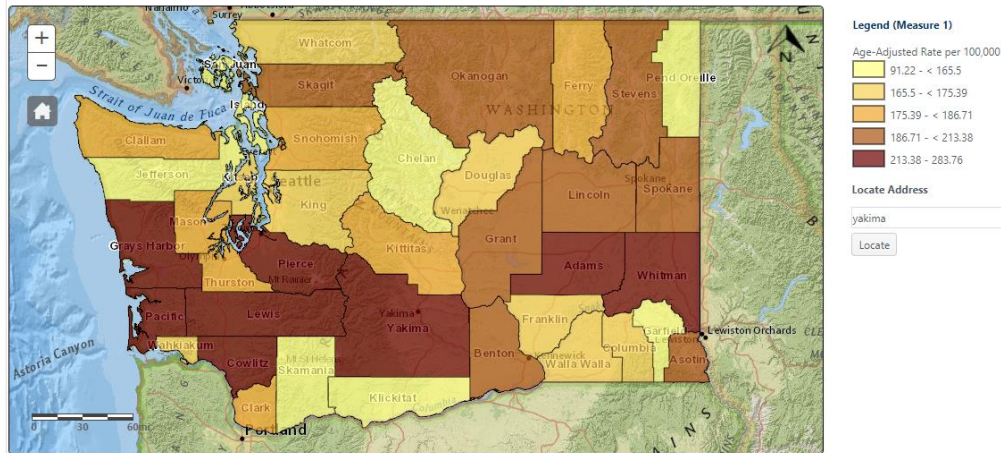 Surrey
+
−
Victo
San Juan
Strait of Juan de Fuca
Island
Whatcom
Skagit
Okanogan
WASHINGTON
Ferry
Stevens
Pend Oreille
Clallam
Jefferson
Snohomish
Chelan
Douglas
Wenatchee
Seattle
King
Mason
Grays Harbor
Kittitas
Grant
Lincoln
Spokane
Spokane
Pierce
Mt Rainier
Thurston
Adams
Whitman
Pacific
Lewis
Yakima
Yakima
Franklin
Garfield
Lewiston Orchards
Astoria Canyon
Wahkiakum
Cowlitz
Mt St Helens
Skamania
Benton
Kennewick
Walla Walla
Columbia
Asotin
Clark
Klickitat
Columbia
Portland
0 30 60mi
N
Legend (Measure 1)
Age-Adjusted Rate per 100,000
91.22 - < 165.5
165.5 - < 175.39
175.39 - < 186.71
186.71 - < 213.38
213.38 - 283.76
Locate Address
yakima
Locate